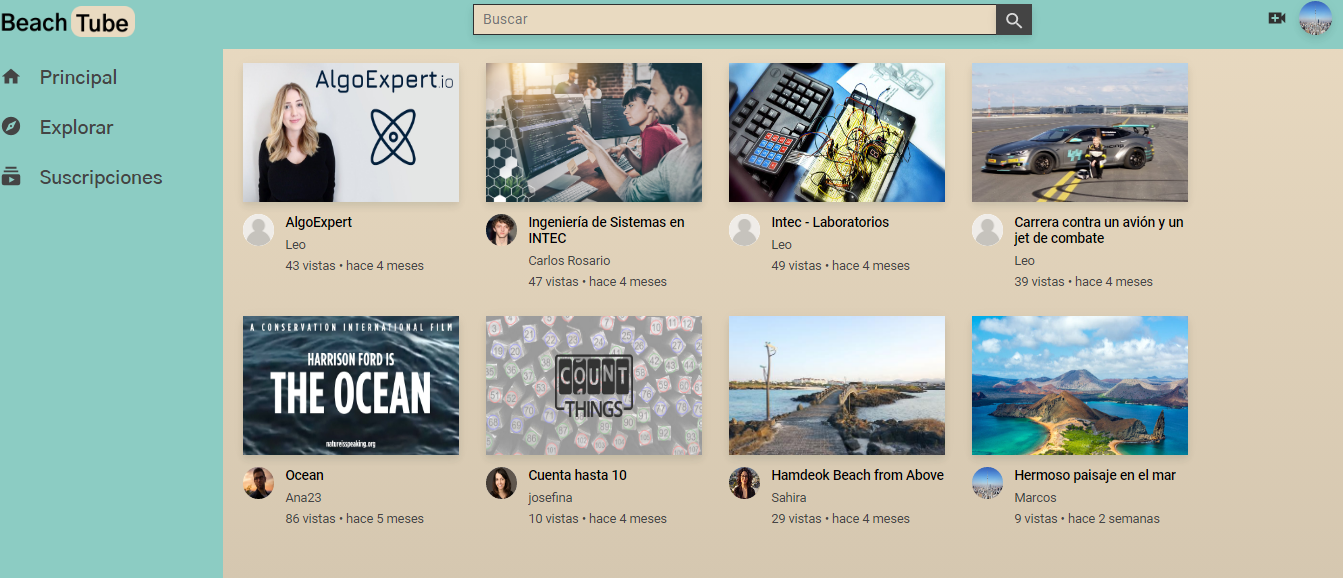 Beach Tube
Buscar
Principal
Explorar
Suscripciones
AlgoExpert.io
AlgoExpert
Leo
43 vistas • hace 4 meses
Ingeniería de Sistemas en
INTEC
Carlos Rosario
47 vistas • hace 4 meses
Intec - Laboratorios
Leo
49 vistas • hace 4 meses
Carrera contra un avión y un
jet de combate
Leo
39 vistas • hace 4 meses
A CONSERVATION INTERNATIONAL FILM
HARRISON FORD IS
THE OCEAN
natureisspeaking.org
Ocean
Ana23
86 vistas • hace 5 meses
COUNT
THINGS
Cuenta hasta 10
josefina
10 vistas • hace 4 meses
Hamdeok Beach from Above
Sahira
29 vistas • hace 4 meses
Hermoso paisaje en el mar
Marcos
9 vistas • hace 2 semanas